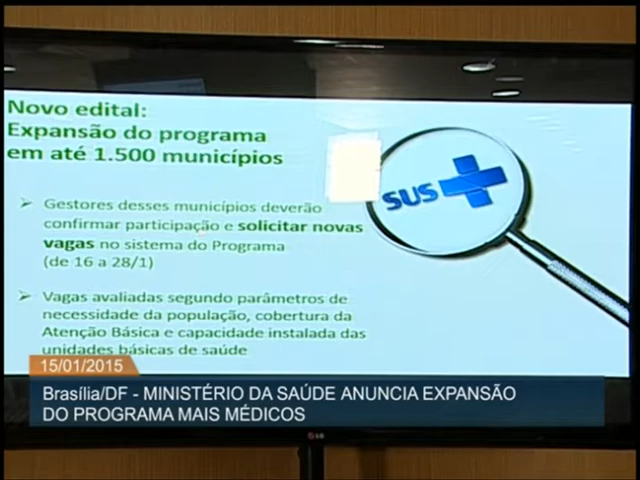 Novo edital:
Expansão do programa
em até 1.500 municípios
SUS
➢ Gestores desses municípios deverão
confirmar participação e solicitar novas
vagas no sistema do Programa
(de 16 a 28/1)
➢ Vagas avaliadas segundo parâmetros de
necessidade da população, cobertura da
Atenção Básica e capacidade instalada das
unidades básicas de saúde
15/01/2015
Brasília/DF - MINISTÉRIO DA SAÚDE ANUNCIA EXPANSÃO
DO PROGRAMA MAIS MÉDICOS
LG